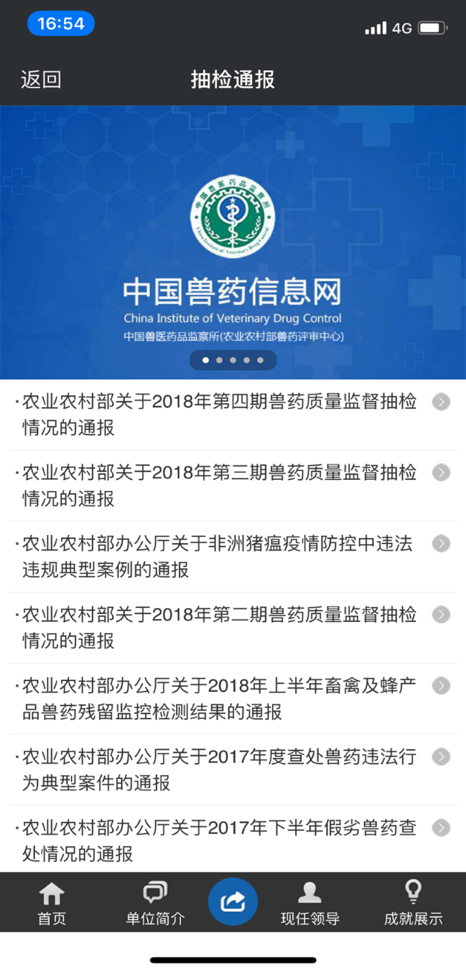 16:54
4G
返回
抽检通报
中国兽药信息网
China Institute of Veterinary Drug Control
中国兽医药品监察所(农业农村部兽药评审中心)
·农业农村部关于2018年第四期兽药质量监督抽检
情况的通报
·农业农村部关于2018年第三期兽药质量监督抽检
情况的通报
·农业农村部办公厅关于非洲猪瘟疫情防控中违法
违规典型案例的通报
·农业农村部关于2018年第二期兽药质量监督抽检
情况的通报
·农业农村部办公厅关于2018年上半年畜禽及蜂产
品兽药残留监控检测结果的通报
·农业农村部办公厅关于2017年度查处兽药违法行
为典型案件的通报
·农业农村部办公厅关于2017年下半年假劣兽药查
处情况的通报
首页
单位简介
现任领导
成就展示